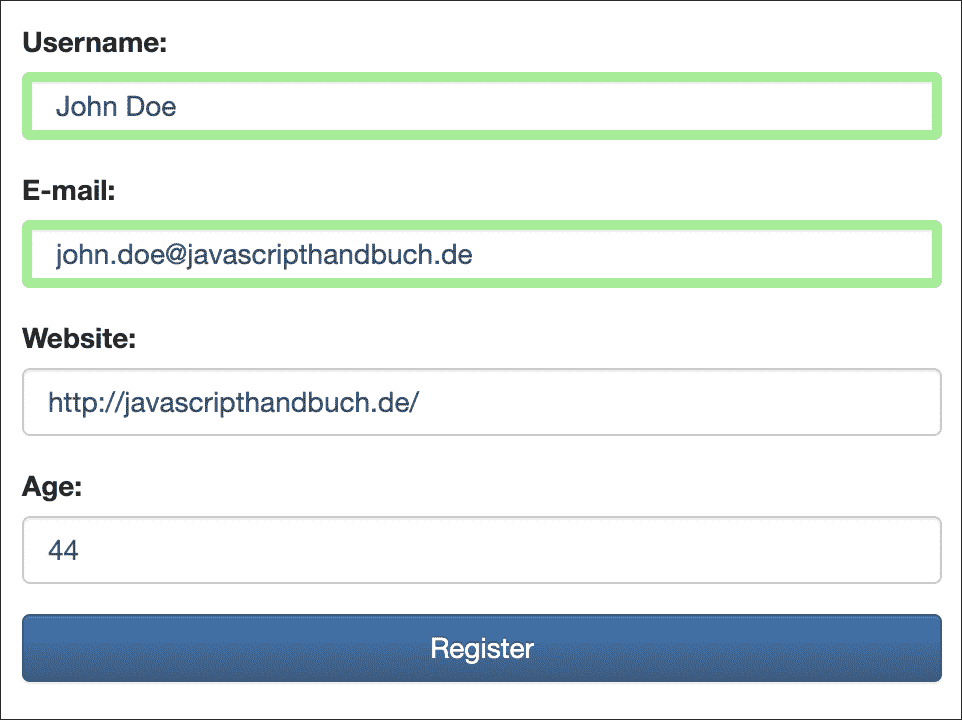 Username:
John Doe
E-mail:
john.doe@javascripthandbuch.de
Website:
http://javascripthandbuch.de/
Age:
44
Register